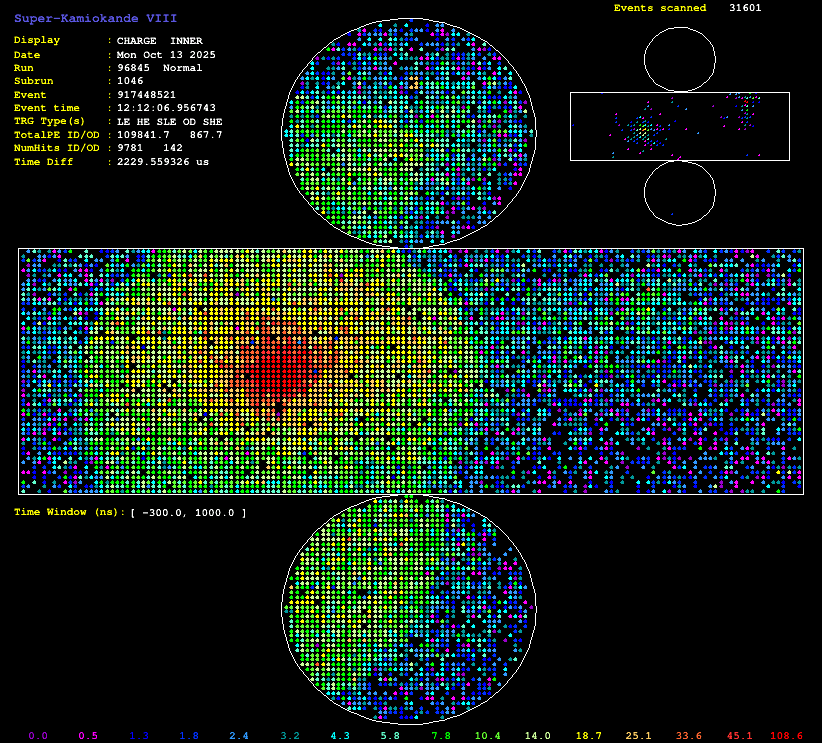 Super-Kamiokande VIII
Display : CHARGE INNER
Date : Mon Oct 13 2025
Run : 96845 Normal
Subrun : 1046
Event : 917448521
Event time : 12:12:06.956743
TRG Type(s) : LE HE SLE OD SHE
TotalPE ID/OD : 109841.7 867.7
NumHits ID/OD : 9781 142
Time Diff : 2229.559326 us
Events scanned 31601
Time Window (ns): [ -300.0, 1000.0 ]
0.0 0.5 1.3 1.8 2.4 3.2 4.3 5.8 7.8 10.4 14.0 18.7 25.1 33.6 45.1 108.6